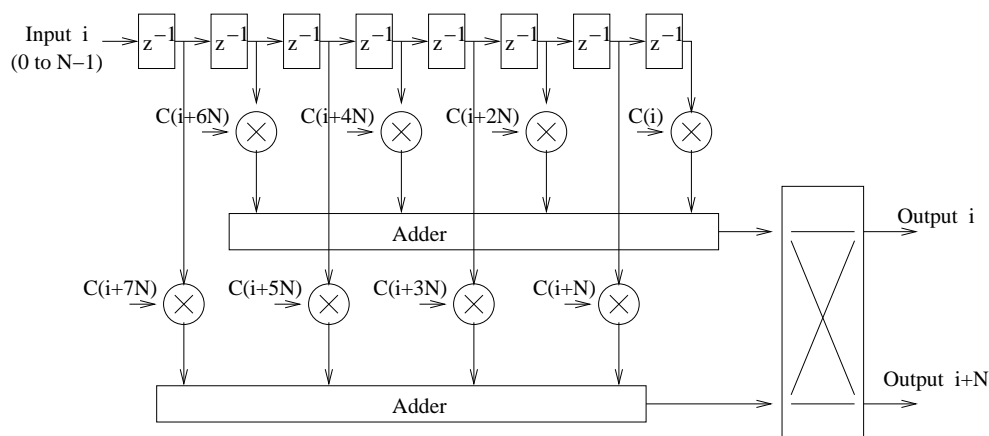 Input i
(0 to N−1)
z⁻¹ z⁻¹ z⁻¹ z⁻¹ z⁻¹ z⁻¹ z⁻¹ z⁻¹
C(i+6N) C(i+4N) C(i+2N) C(i)
Adder
Output i
C(i+7N) C(i+5N) C(i+3N) C(i+N)
Output i+N
Adder